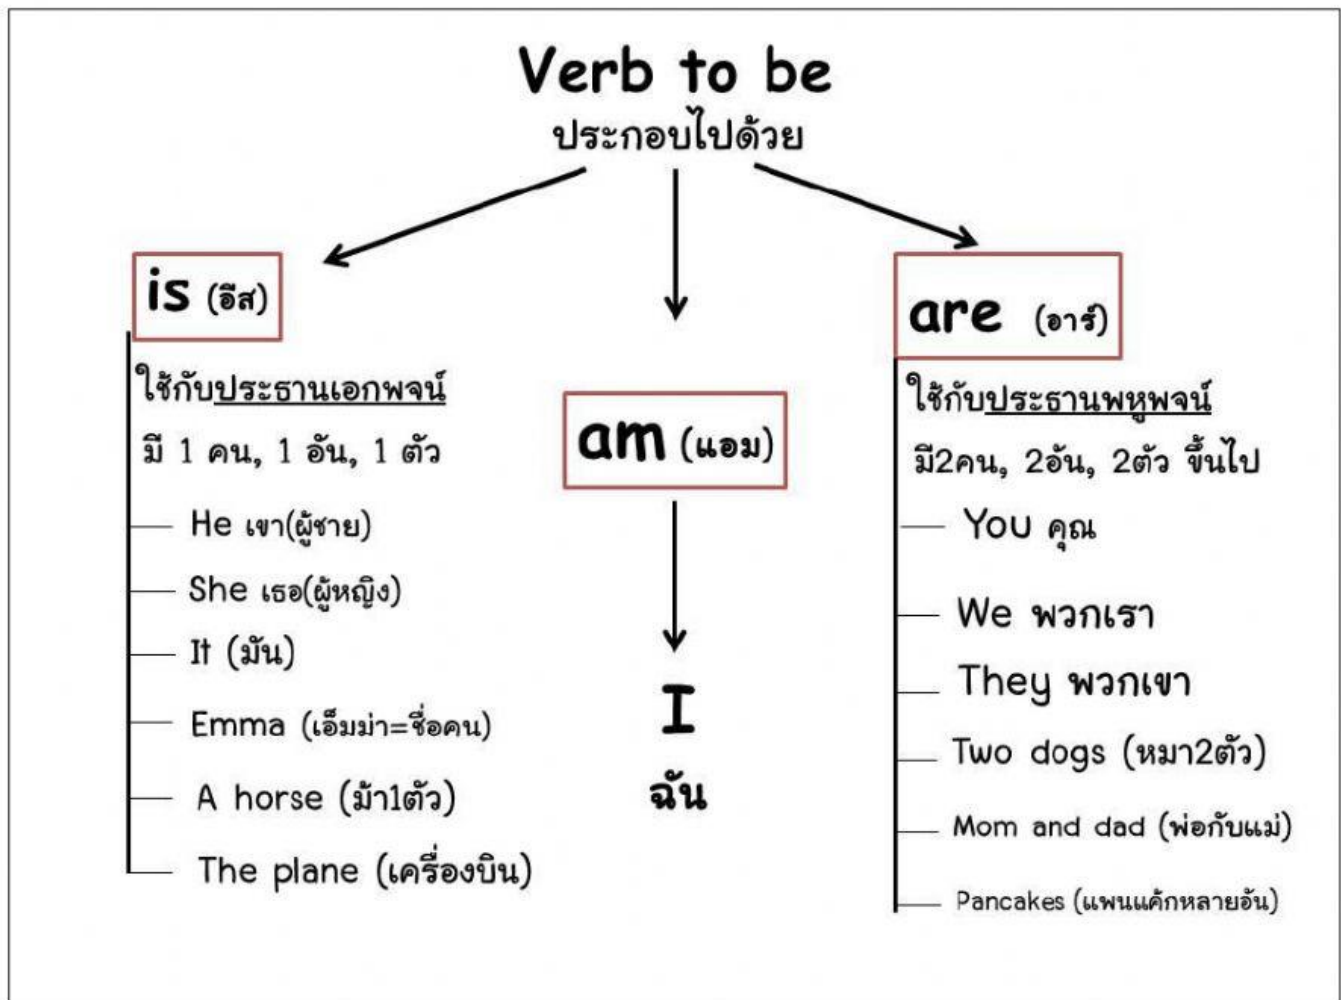 Verb to be
ประกอบไปด้วย
is (อีส)
ใช้กับประธานเอกพจน์
มี 1 คน, 1 อัน, 1 ตัว
He เขา(ผู้ชาย)
She เธอ(ผู้หญิง)
It (มัน)
Emma (เอ็มม่า=ชื่อคน)
A horse (ม้า1ตัว)
The plane (เครื่องบิน)
am (แอม)
I
ฉัน
are (อาร์)
ใช้กับประธานพหูพจน์
มี2คน, 2อัน, 2ตัว ขึ้นไป
You คุณ
We พวกเรา
They พวกเขา
Two dogs (หมา2ตัว)
Mom and dad (พ่อกับแม่)
Pancakes (แพนแค้กหลายอัน)